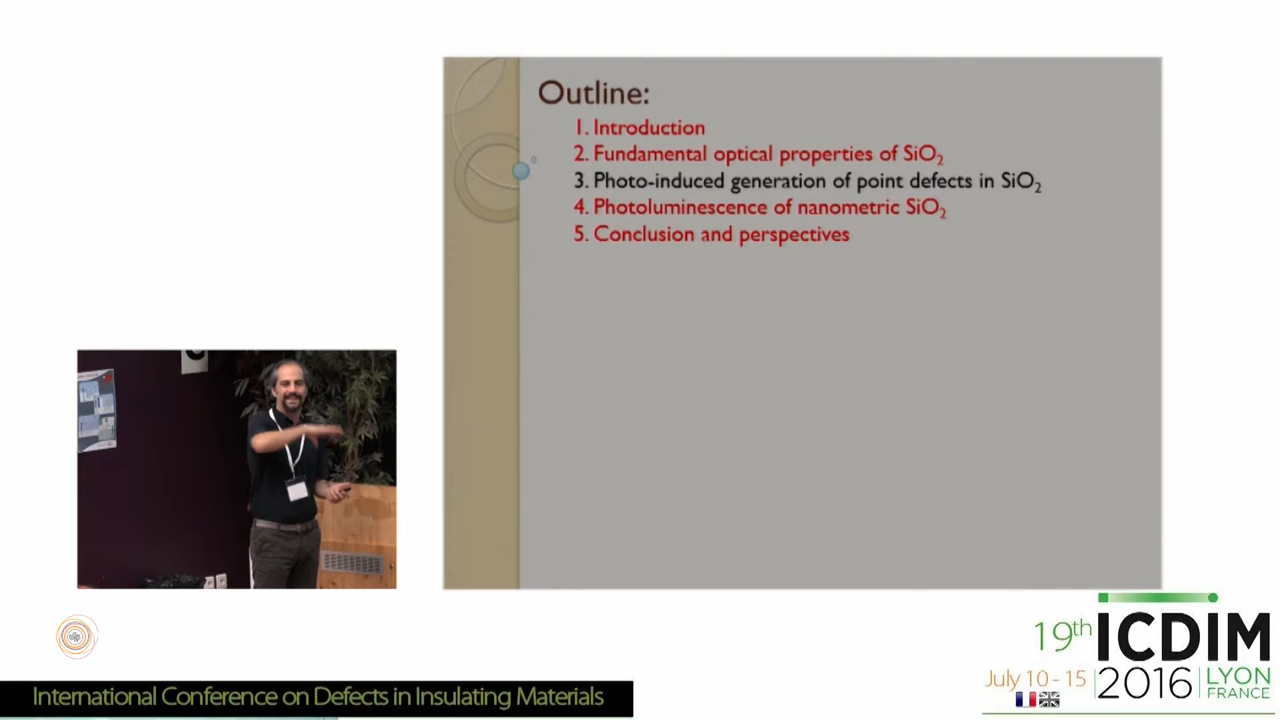 Outline:
1. Introduction
2. Fundamental optical properties of SiO₂
3. Photo-induced generation of point defects in SiO₂
4. Photoluminescence of nanometric SiO₂
5. Conclusion and perspectives
19th ICDIM
July 10 - 15 2016 LYON
FRANCE
International Conference on Defects in Insulating Materials